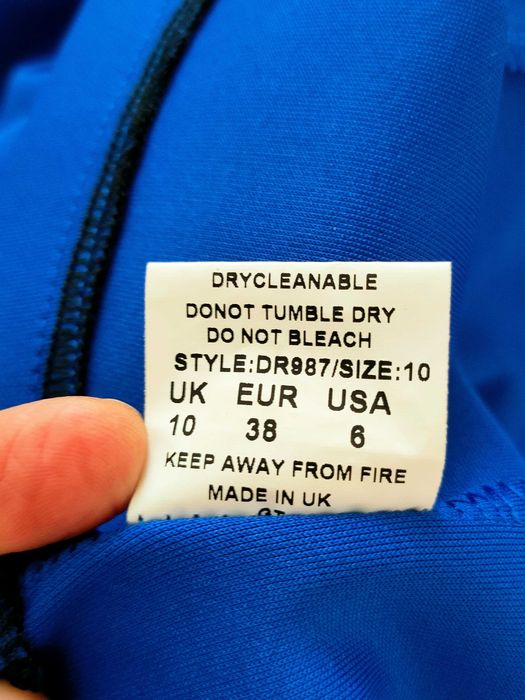 DRYCLEANABLE
DONOT TUMBLE DRY
DO NOT BLEACH
STYLE:DR987/SIZE:10
UK EUR USA
10 38 6
KEEP AWAY FROM FIRE
MADE IN UK